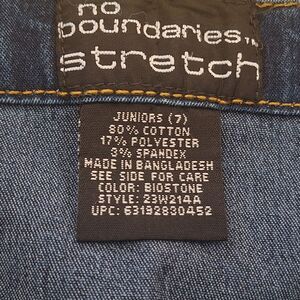 no
boundaries™
stretch
JUNIORS (7)
80% COTTON
17% POLYESTER
3% SPANDEX
MADE IN BANGLADESH
SEE SIDE FOR CARE
COLOR: BIOSTONE
STYLE: 23W214A
UPC: 63192830452